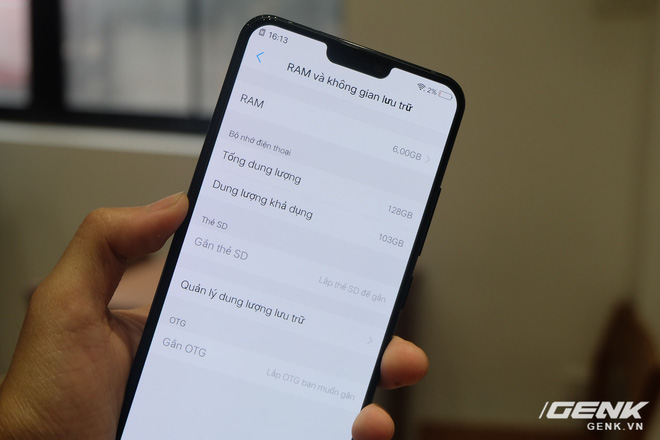 16:13
2%
RAM và không gian lưu trữ
RAM
6,00GB
Bộ nhớ điện thoại
Tổng dung lượng
128GB
Dung lượng khả dụng
103GB
Thẻ SD
Gắn thẻ SD
Lắp thẻ SD để gắn
Quản lý dung lượng lưu trữ
OTG
Gắn OTG
Lắp OTG bạn muốn gắn
GENK
GENK.VN